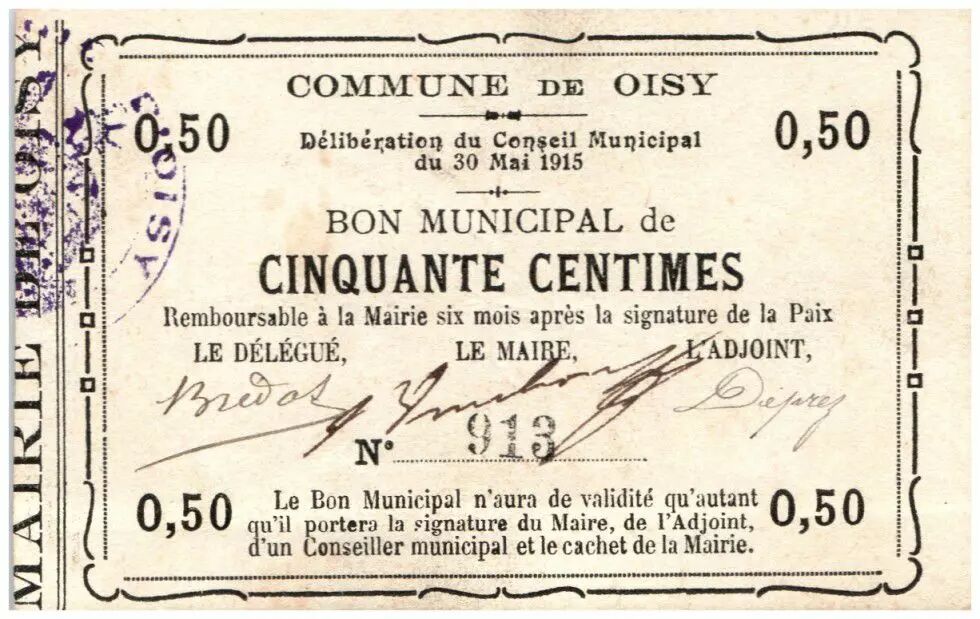 MAIRIE DE OISY
OISY
COMMUNE DE OISY
0,50
0,50
Délibération du Conseil Municipal
du 30 Mai 1915
BON MUNICIPAL de
CINQUANTE CENTIMES
Remboursable à la Mairie six mois après la signature de la Paix
LE DÉLÉGUÉ, LE MAIRE, L'ADJOINT,
Bredot Déprez
N° 913
0,50
0,50
Le Bon Municipal n'aura de validité qu'autant
qu'il portera la signature du Maire, de l'Adjoint,
d'un Conseiller municipal et le cachet de la Mairie.